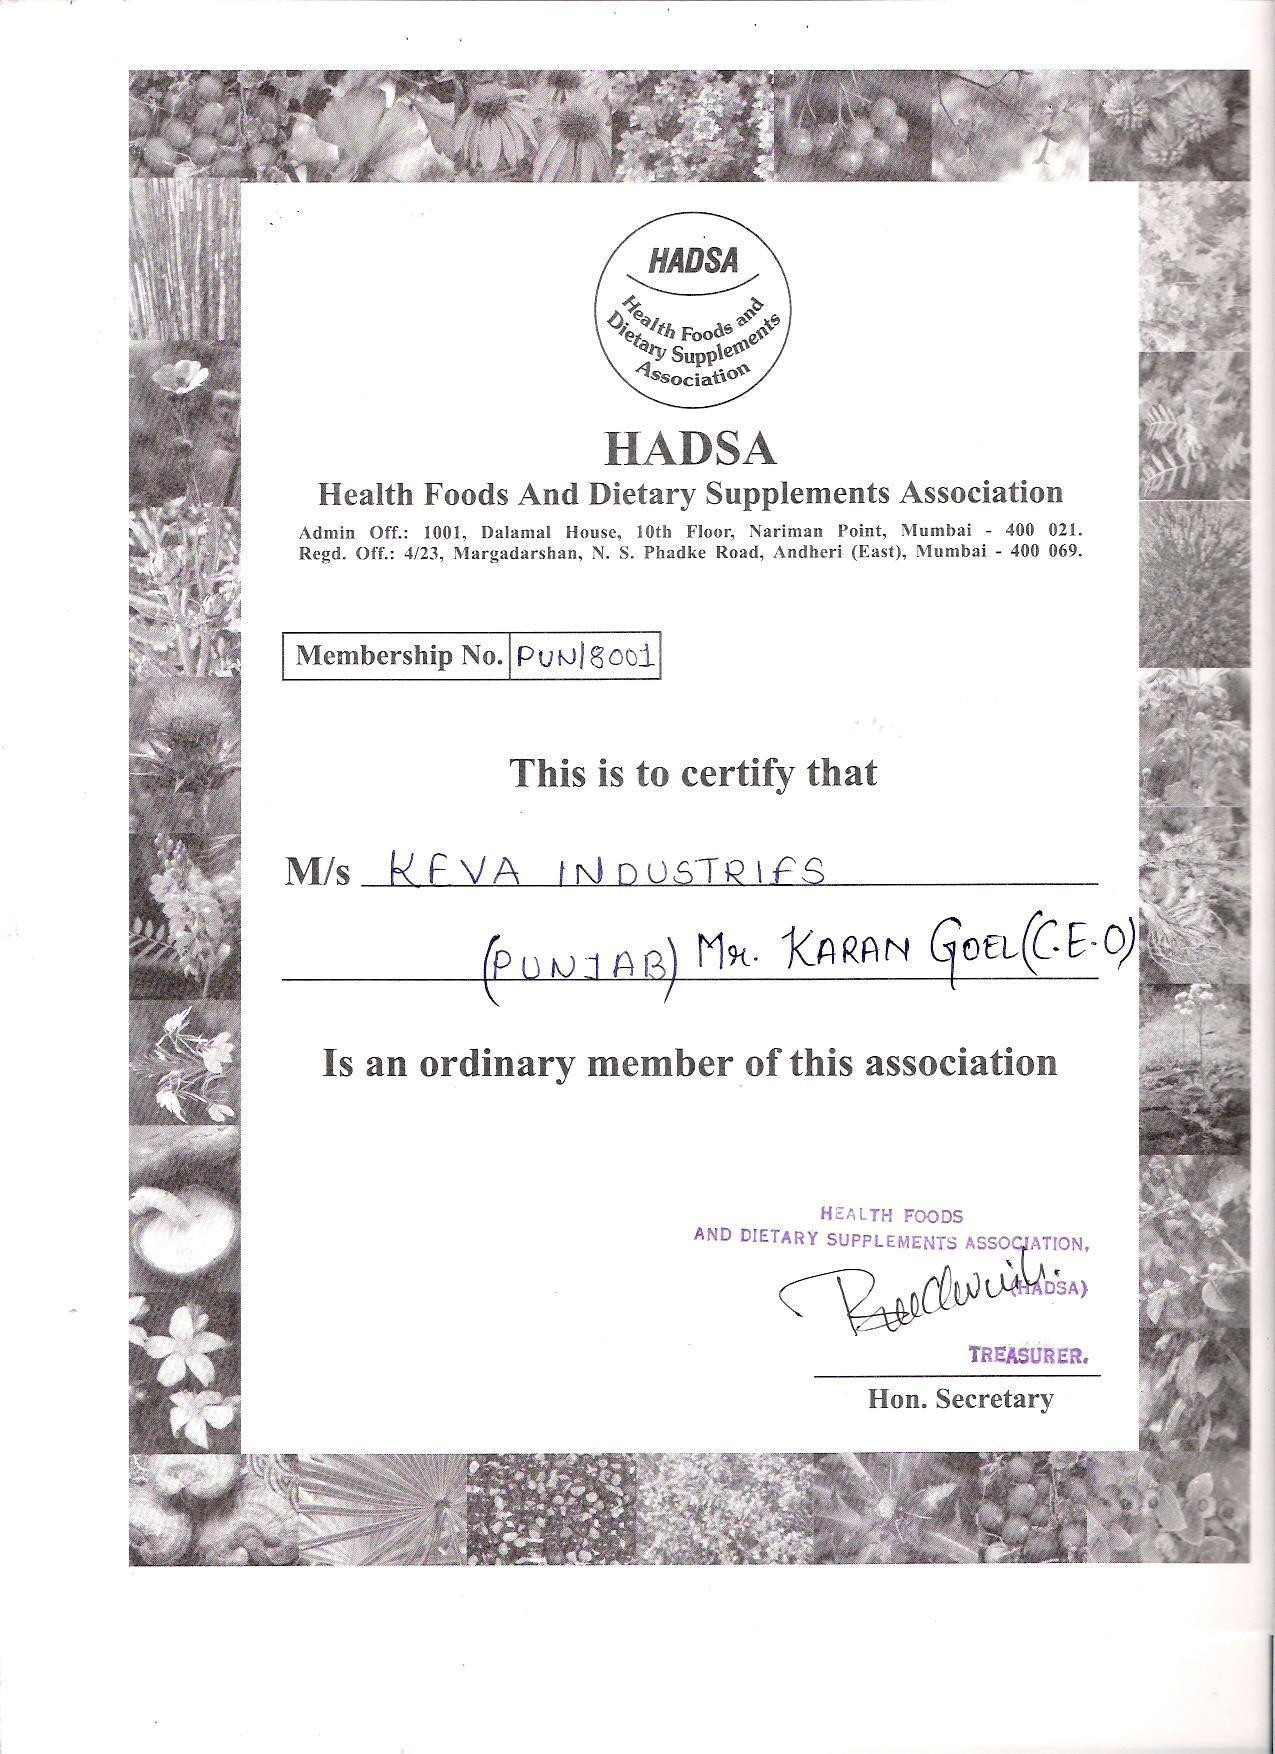 HADSA
Health Foods and
Dietary Supplements
Association
HADSA
Health Foods And Dietary Supplements Association
Admin Off.: 1001, Dalamal House, 10th Floor, Nariman Point, Mumbai - 400 021.
Regd. Off.: 4/23, Margadarshan, N. S. Phadke Road, Andheri (East), Mumbai - 400 069.
Membership No. PUN/8001
This is to certify that
M/s KEVA INDUSTRIES
(PUNJAB) Mr. KARAN GOEL (C.E.O)
Is an ordinary member of this association
HEALTH FOODS
AND DIETARY SUPPLEMENTS ASSOCIATION,
(HADSA)
TREASURER.
Hon. Secretary